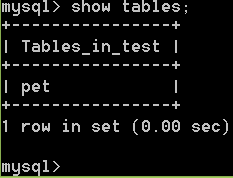 mysql> show tables;
+----------------+
| Tables_in_test |
+----------------+
| pet            |
+----------------+
1 row in set (0.00 sec)
mysql>